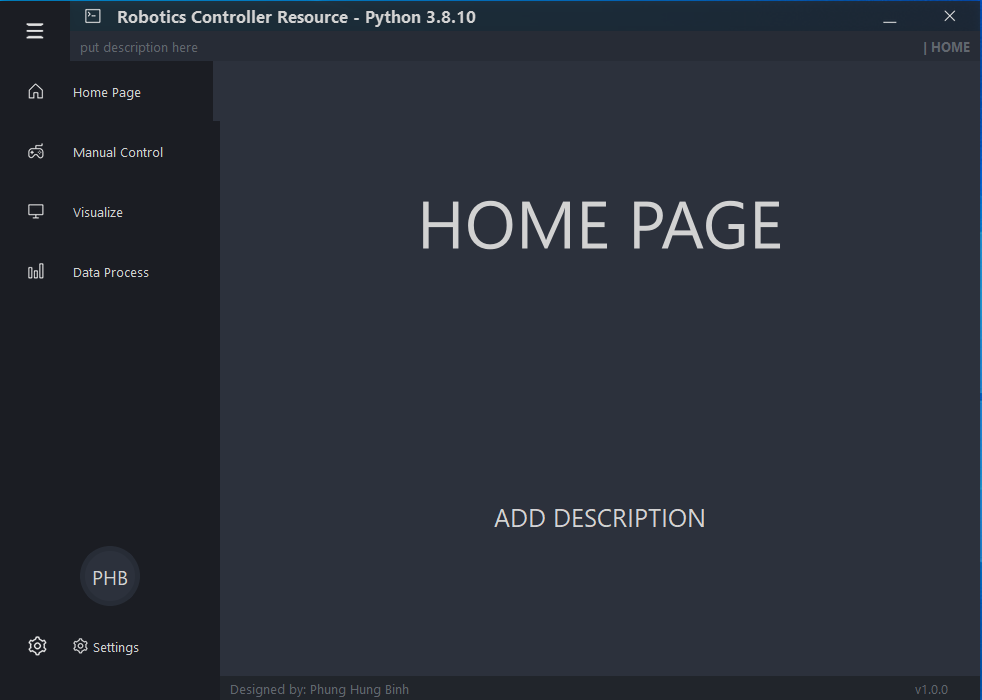 Robotics Controller Resource - Python 3.8.10
put description here
| HOME
Home Page
Manual Control
Visualize
Data Process
HOME PAGE
ADD DESCRIPTION
PHB
Settings
Designed by: Phung Hung Binh
v1.0.0